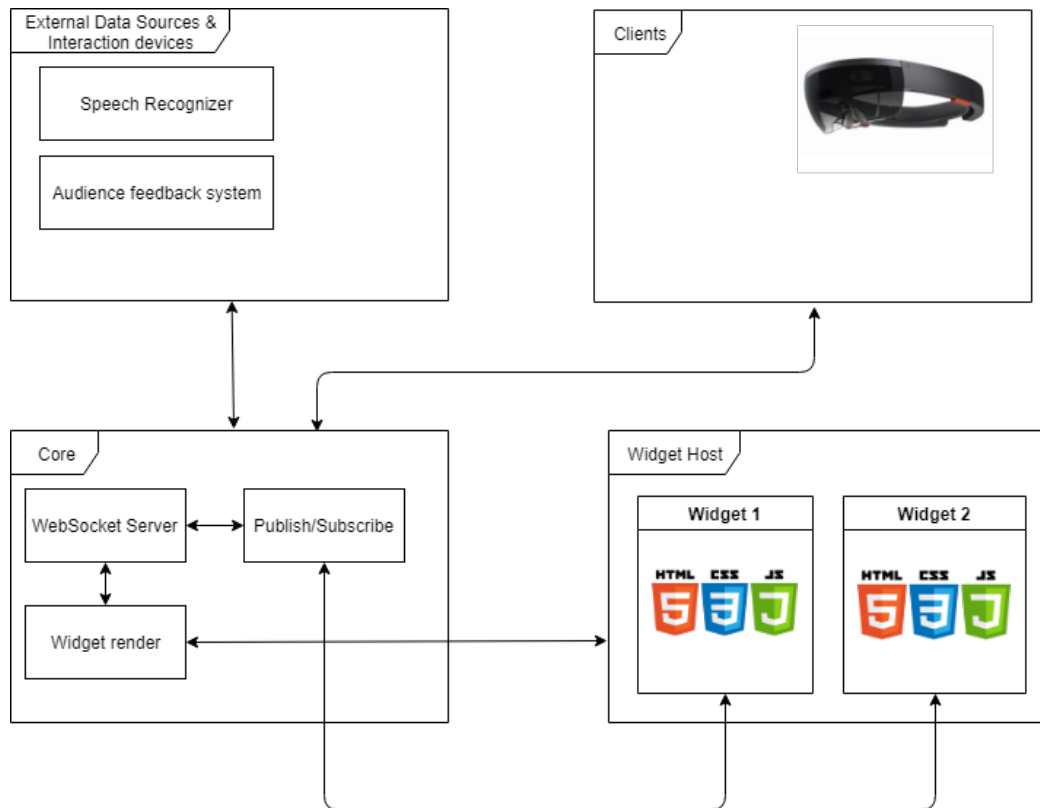 External Data Sources &
Interaction devices
Speech Recognizer
Audience feedback system
Clients
Core
WebSocket Server
Publish/Subscribe
Widget render
Widget Host
Widget 1
HTML CSS JS
5 3 J
Widget 2
HTML CSS JS
5 3 J